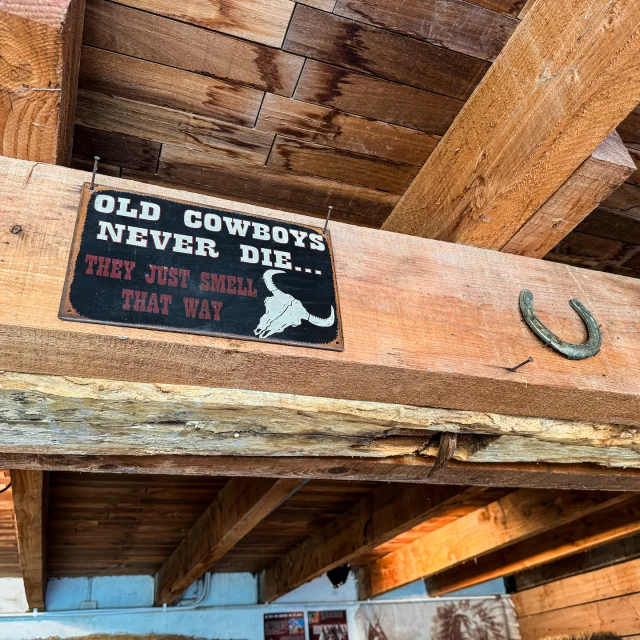 OLD COWBOYS
NEVER DIE...
THEY JUST SMELL
THAT WAY